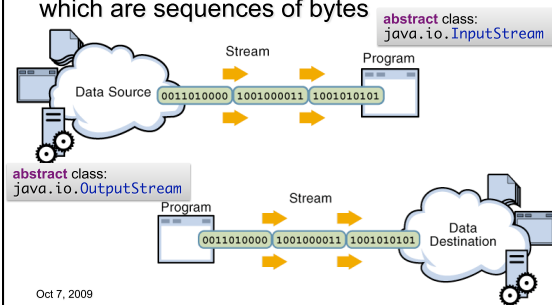 which are sequences of bytes
abstract class:
java.io.InputStream
Stream
Program
Data Source
0011010000 1001000011 1001010101
abstract class:
java.io.OutputStream
Program
Stream
0011010000 1001000011 1001010101
Data
Destination
Oct 7, 2009